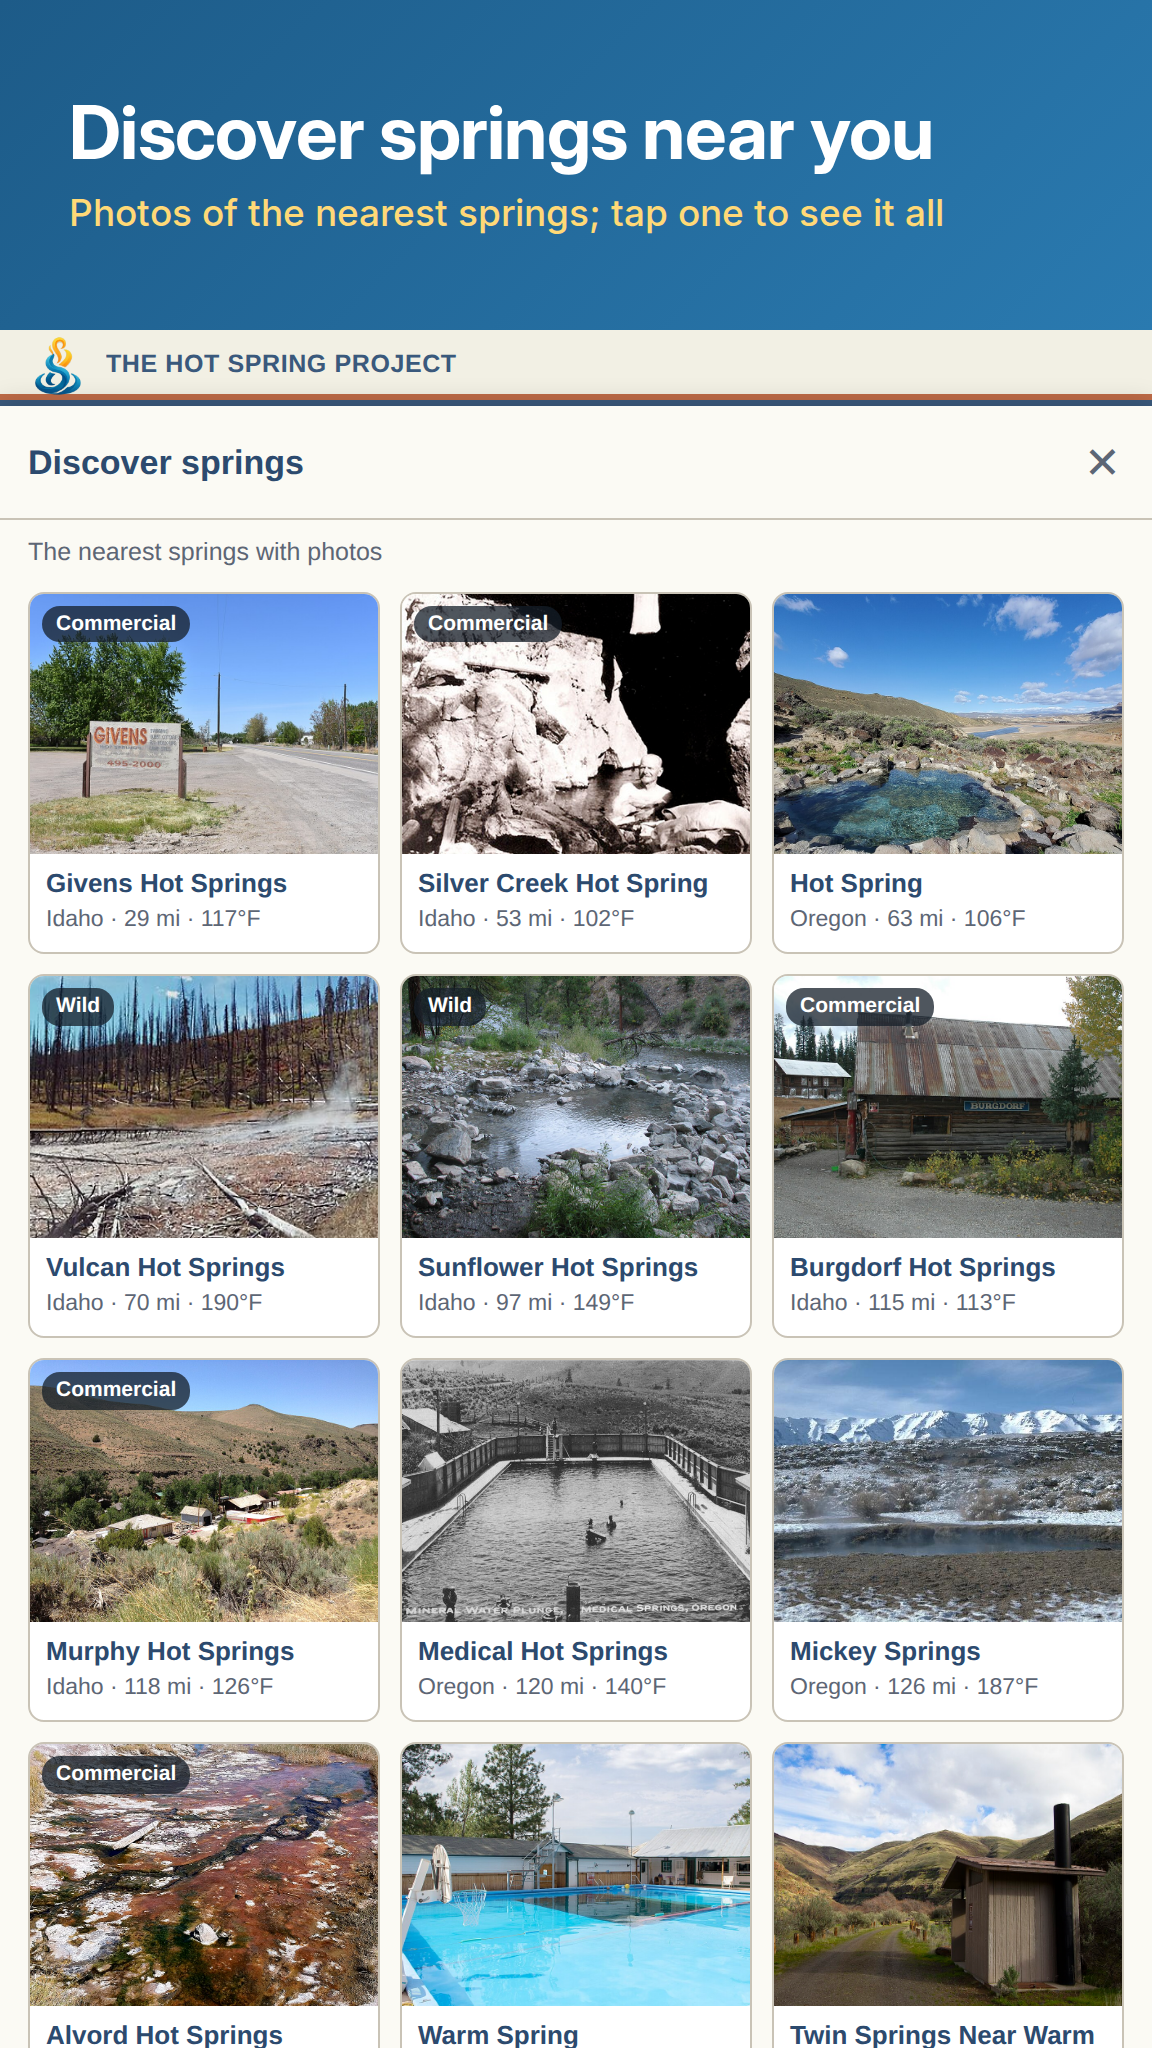 Discover springs near you
Photos of the nearest springs; tap one to see it all
THE HOT SPRING PROJECT
Discover springs
The nearest springs with photos
Commercial
GIVENS
495-2000
Givens Hot Springs
Idaho · 29 mi · 117°F
Commercial
Silver Creek Hot Spring
Idaho · 53 mi · 102°F
Hot Spring
Oregon · 63 mi · 106°F
Wild
Vulcan Hot Springs
Idaho · 70 mi · 190°F
Wild
Sunflower Hot Springs
Idaho · 97 mi · 149°F
Commercial
BURGDORF
Burgdorf Hot Springs
Idaho · 115 mi · 113°F
Commercial
Murphy Hot Springs
Idaho · 118 mi · 126°F
MINERAL WATER PLUNGE, MEDICAL SPRINGS, OREGON
Medical Hot Springs
Oregon · 120 mi · 140°F
Mickey Springs
Oregon · 126 mi · 187°F
Commercial
Alvord Hot Springs
Warm Spring
Twin Springs Near Warm